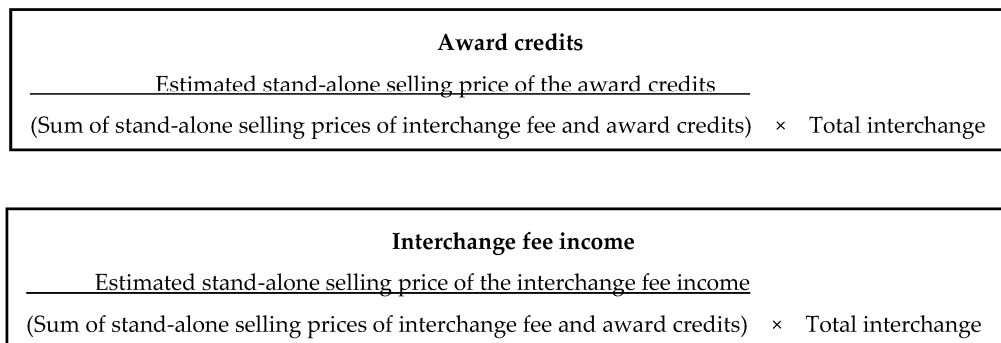 Award credits
Estimated stand-alone selling price of the award credits
(Sum of stand-alone selling prices of interchange fee and award credits) × Total interchange
Interchange fee income
Estimated stand-alone selling price of the interchange fee income
(Sum of stand-alone selling prices of interchange fee and award credits) × Total interchange